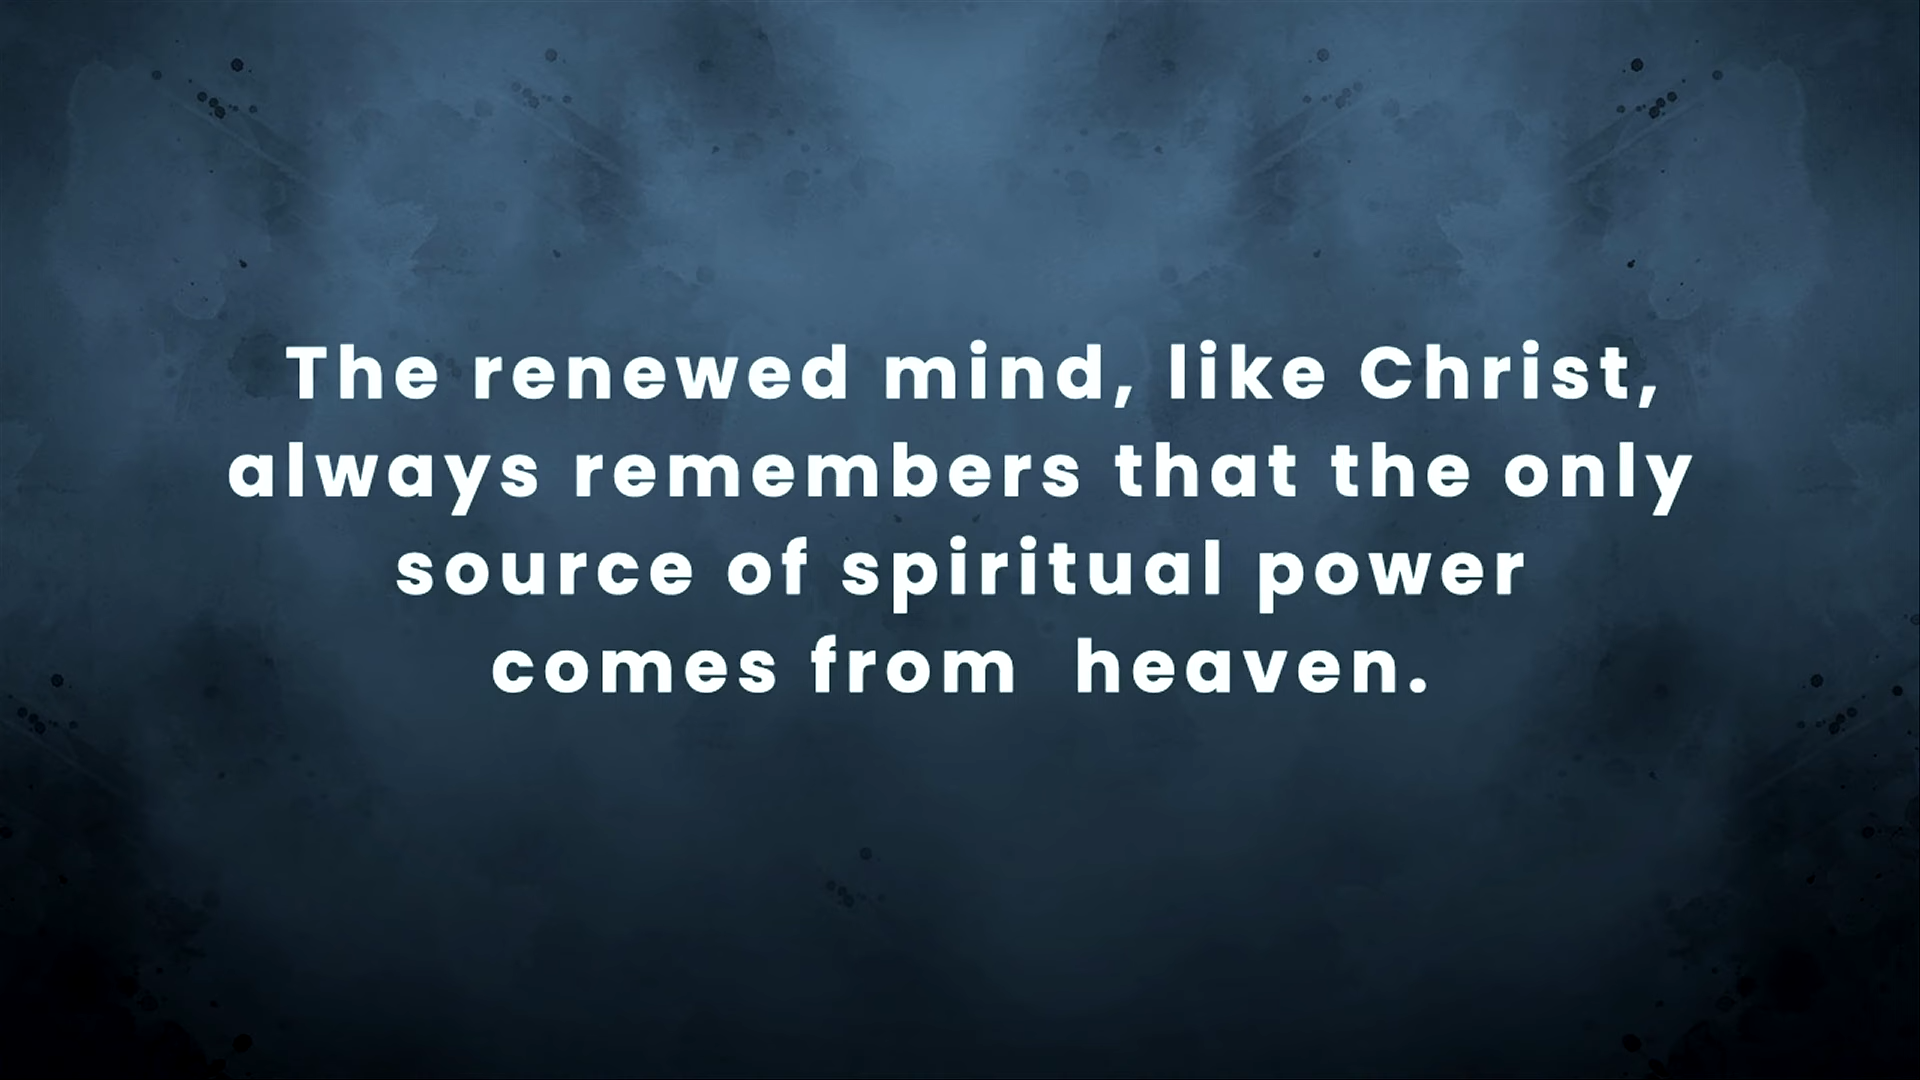 The renewed mind, like Christ,
always remembers that the only
source of spiritual power
comes from  heaven.